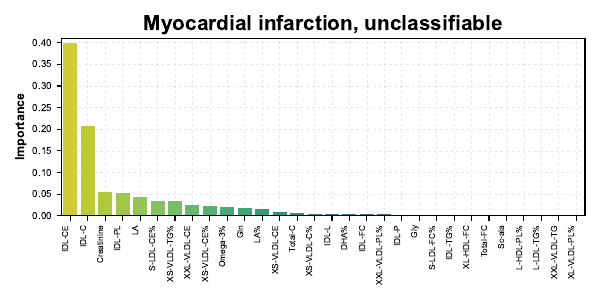 Myocardial infarction, unclassifiable
Importance
0.40
0.35
0.30
0.25
0.20
0.15
0.10
0.05
0.00
IDL-CE
IDL-C
Creatinine
IDL-PL
LA
S-LDL-CE%
XS-VLDL-TG%
XXL-VLDL-CE
XS-VLDL-CE%
Omega-3%
Gln
LA%
XS-VLDL-CE
Total-C
XS-VLDL-C%
IDL-L
DHA%
IDL-FC
XXL-VLDL-PL%
IDL-P
Gly
S-LDL-FC%
IDL-TG%
XL-HDL-FC
Total-FC
L-HDL-PL%
L-LDL-TG%
XXL-VLDL-TG
XL-VLDL-PL%